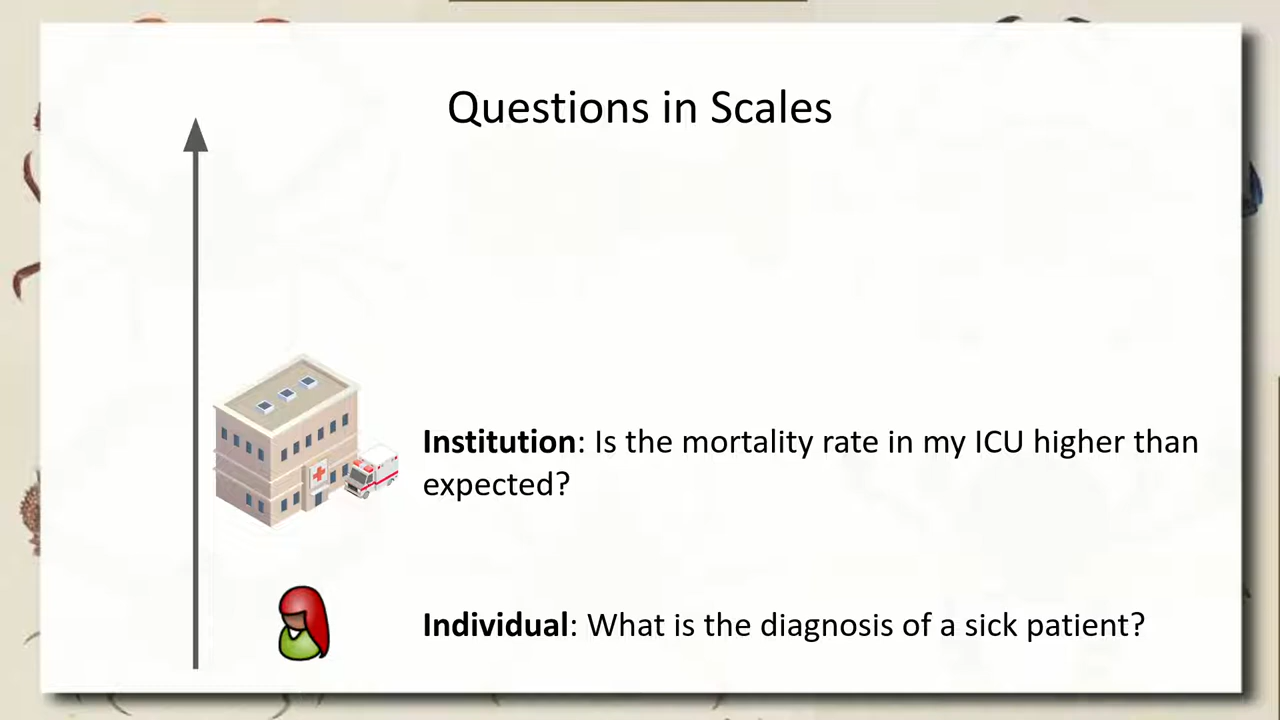 Questions in Scales
Institution: Is the mortality rate in my ICU higher than
expected?
Individual: What is the diagnosis of a sick patient?